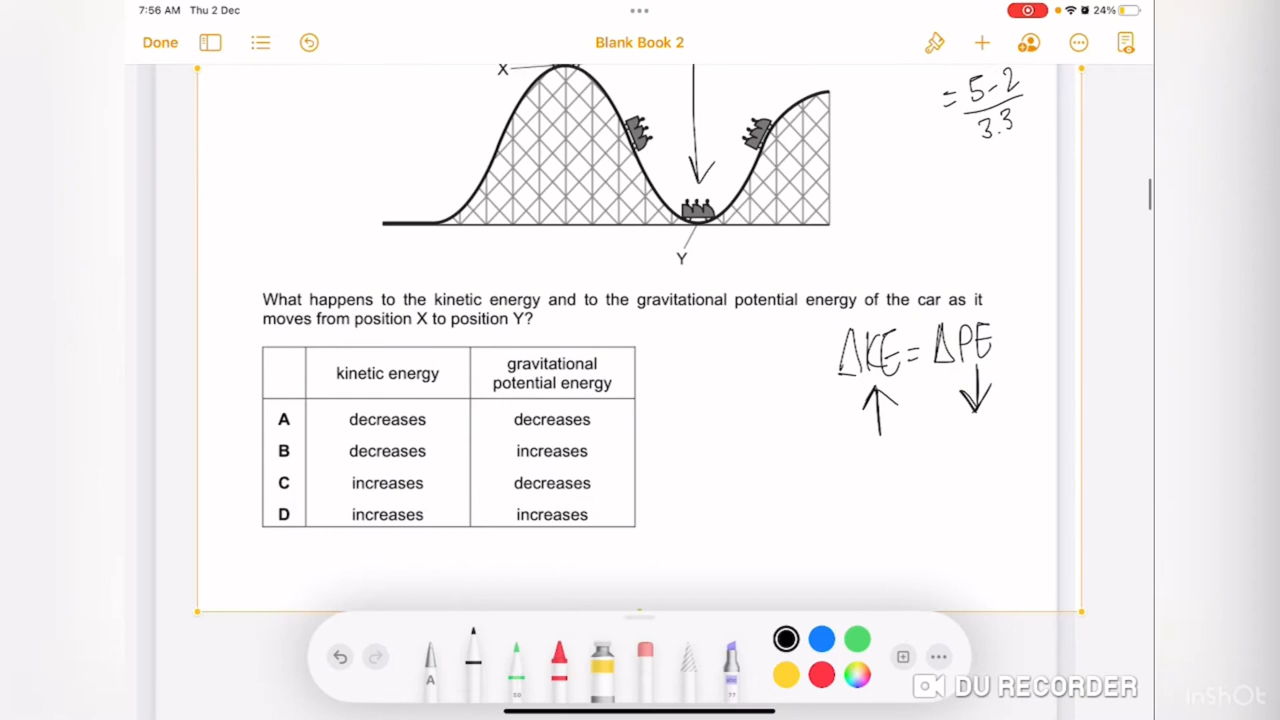 7:56 AM Thu 2 Dec
24%
Done
Blank Book 2
X
= 5-2
3.3
Y
What happens to the kinetic energy and to the gravitational potential energy of the car as it
moves from position X to position Y?
kinetic energy
gravitational
potential energy
A decreases decreases
B decreases increases
C increases decreases
D increases increases
ΔKE = ΔPE
A
50
77
DU RECORDER
InShOt